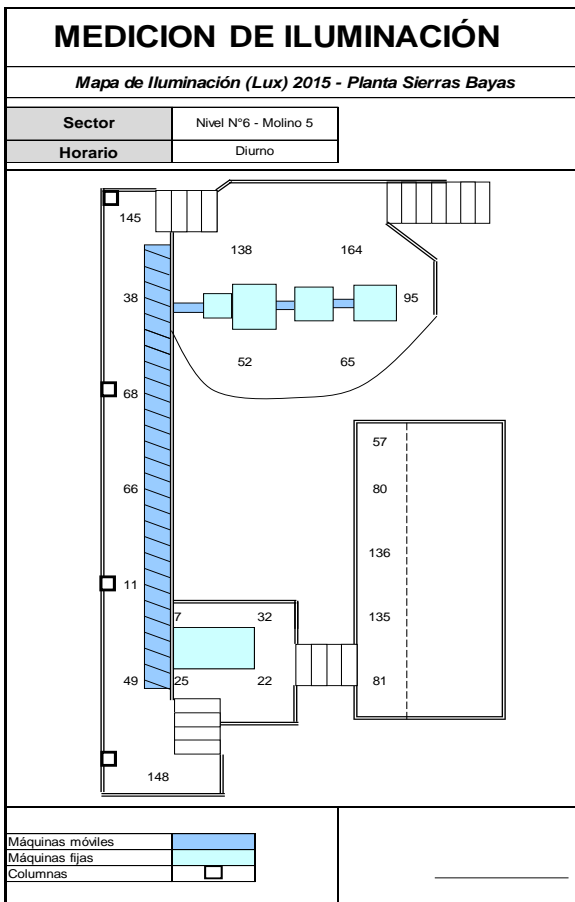 MEDICION DE ILUMINACIÓN
Mapa de Iluminación (Lux) 2015 - Planta Sierras Bayas
Sector Nivel N°6 - Molino 5
Horario Diurno
145
138 164
38 95
52 65
68
57
66 80
136
11
7 32 135
49 25 22 81
148
Máquinas móviles
Máquinas fijas
Columnas